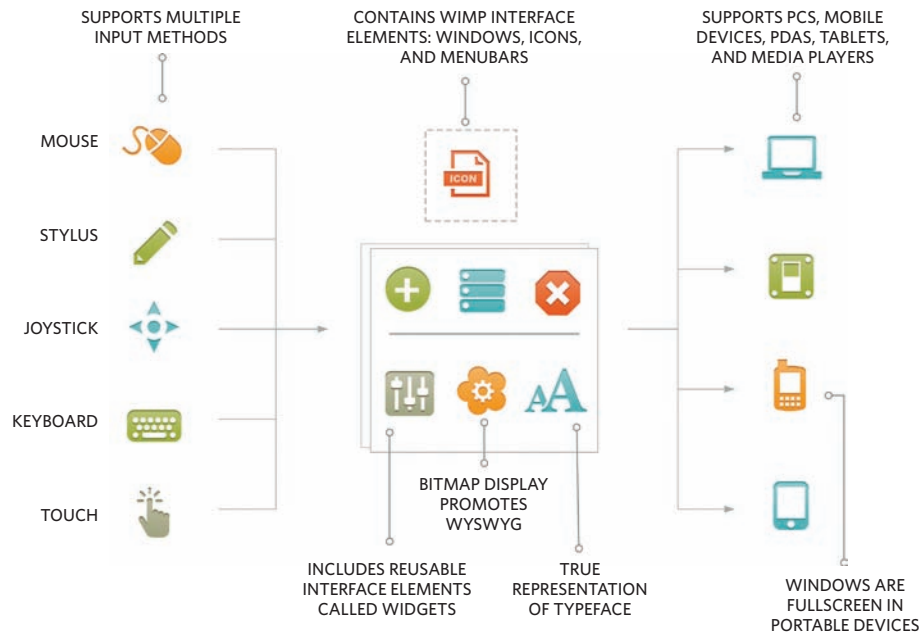 SUPPORTS MULTIPLE
INPUT METHODS
CONTAINS WIMP INTERFACE
ELEMENTS: WINDOWS, ICONS,
AND MENUBARS
SUPPORTS PCS, MOBILE
DEVICES, PDAS, TABLETS,
AND MEDIA PLAYERS
MOUSE
STYLUS
JOYSTICK
KEYBOARD
TOUCH
ICON
AA
BITMAP DISPLAY
PROMOTES
WYSWYG
INCLUDES REUSABLE
INTERFACE ELEMENTS
CALLED WIDGETS
TRUE
REPRESENTATION
OF TYPEFACE
WINDOWS ARE
FULLSCREEN IN
PORTABLE DEVICES